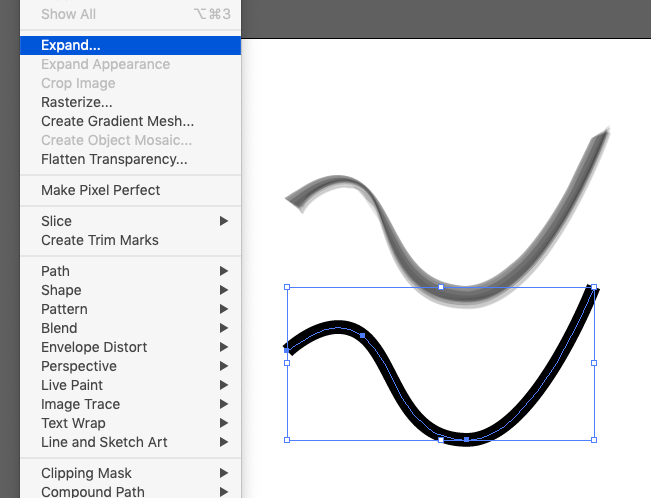 Show All ⌥⌘3
Expand...
Expand Appearance
Crop Image
Rasterize...
Create Gradient Mesh...
Create Object Mosaic...
Flatten Transparency...
Make Pixel Perfect
Slice
Create Trim Marks
Path
Shape
Pattern
Blend
Envelope Distort
Perspective
Live Paint
Image Trace
Text Wrap
Line and Sketch Art
Clipping Mask
Compound Path